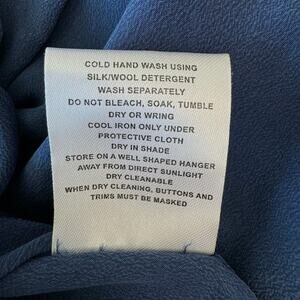 COLD HAND WASH USING
SILK/WOOL DETERGENT
WASH SEPARATELY
DO NOT BLEACH, SOAK, TUMBLE
DRY OR WRING
COOL IRON ONLY UNDER
PROTECTIVE CLOTH
DRY IN SHADE
STORE ON A WELL SHAPED HANGER
AWAY FROM DIRECT SUNLIGHT
DRY CLEANABLE
WHEN DRY CLEANING, BUTTONS AND
TRIMS MUST BE MASKED